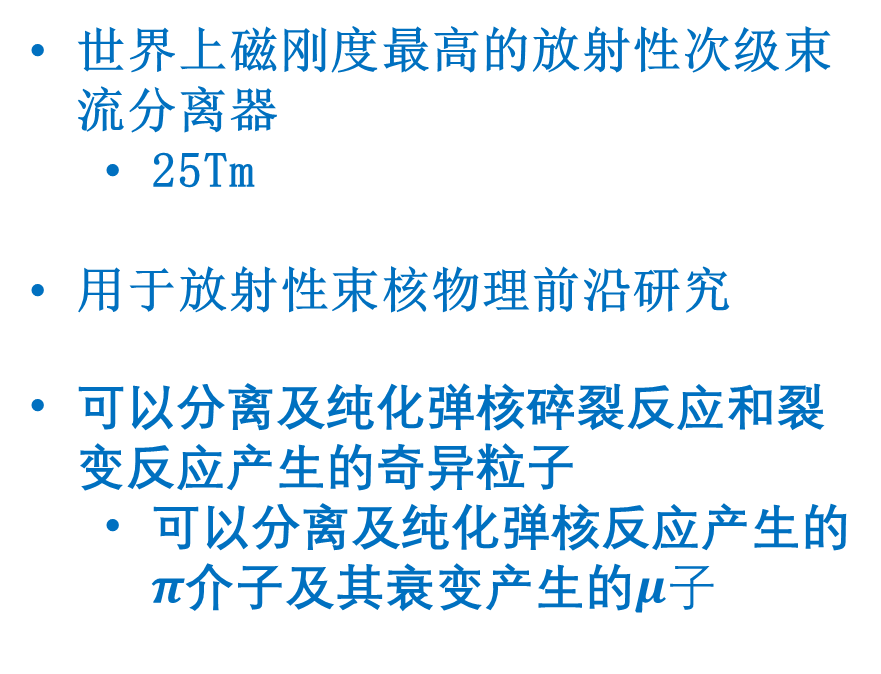 • 世界上磁刚度最高的放射性次级束
流分离器
• 25Tm
• 用于放射性束核物理前沿研究
• 可以分离及纯化弹核碎裂反应和裂
变反应产生的奇异粒子
• 可以分离及纯化弹核反应产生的
π介子及其衰变产生的μ子